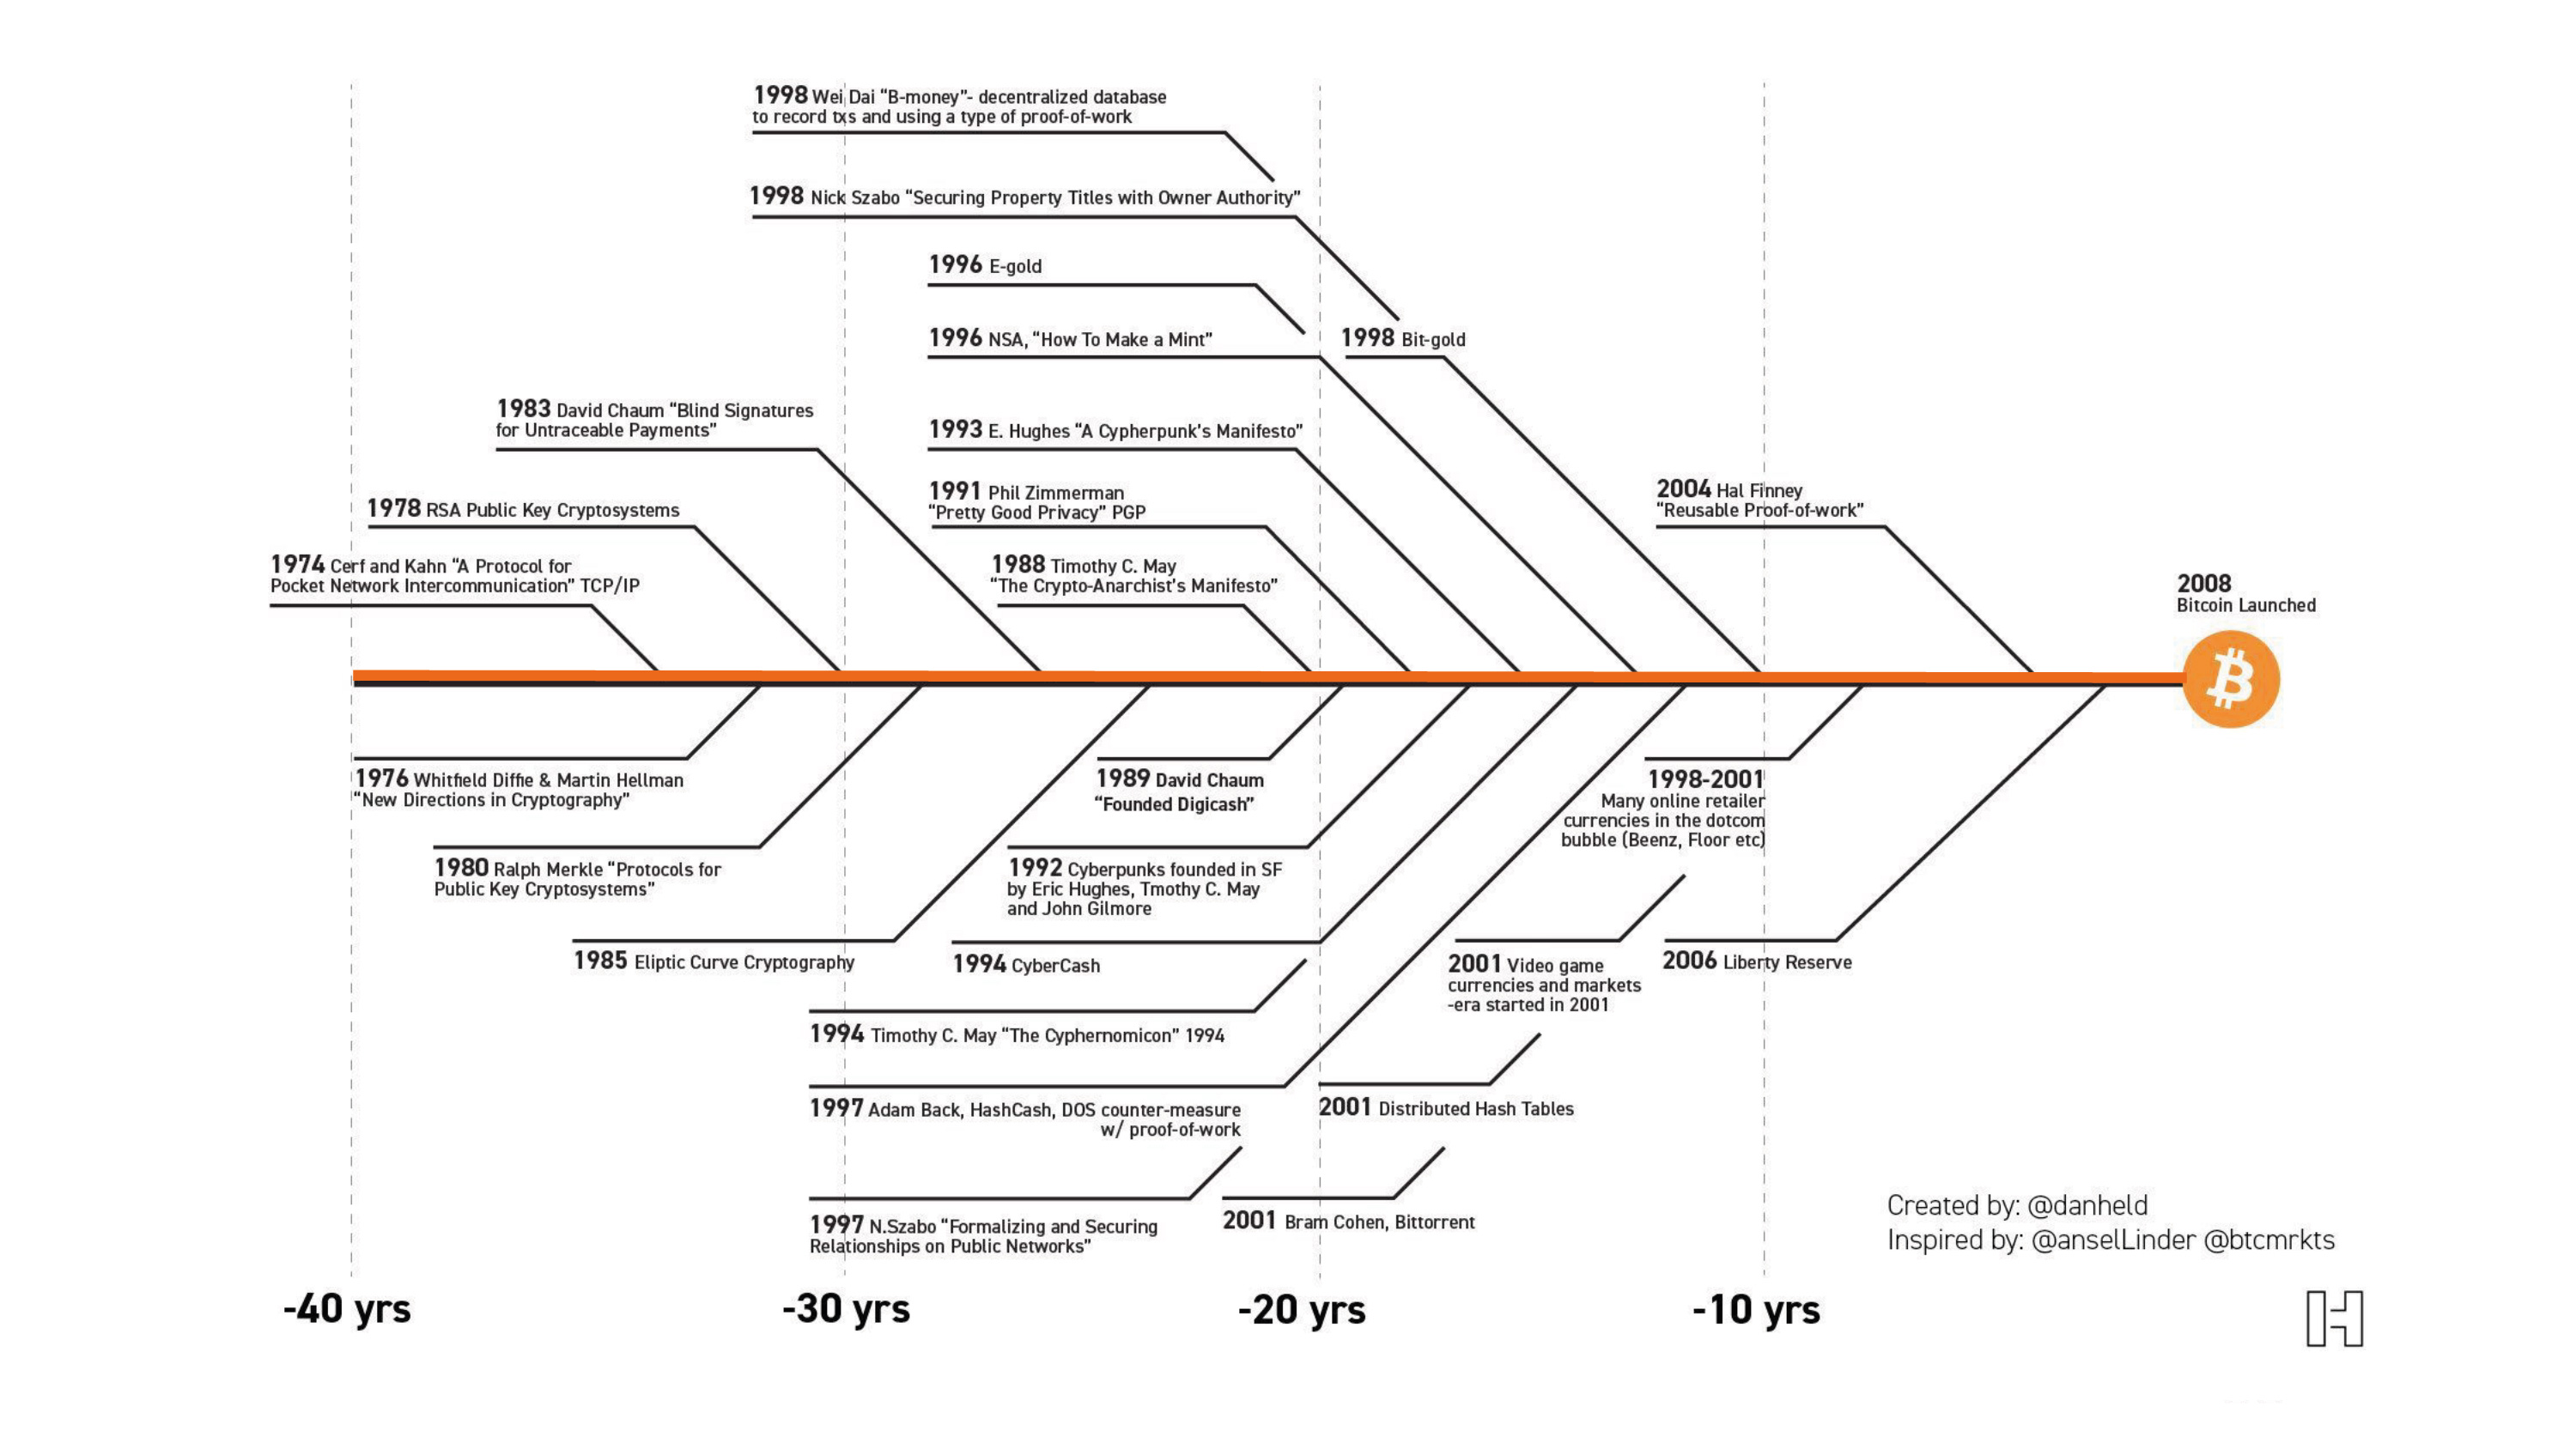 1998 Wei Dai “B-money”- decentralized database
to record txs and using a type of proof-of-work
1998 Nick Szabo “Securing Property Titles with Owner Authority”
1996 E-gold
1996 NSA, “How To Make a Mint”
1998 Bit-gold
1983 David Chaum “Blind Signatures
for Untraceable Payments”
1993 E. Hughes “A Cypherpunk's Manifesto”
1978 RSA Public Key Cryptosystems
1991 Phil Zimmerman
“Pretty Good Privacy” PGP
2004 Hal Finney
“Reusable Proof-of-work”
1974 Cerf and Kahn “A Protocol for
Pocket Network Intercommunication” TCP/IP
1988 Timothy C. May
“The Crypto-Anarchist's Manifesto”
2008
Bitcoin Launched
1976 Whitfield Diffie & Martin Hellman
“New Directions in Cryptography”
1989 David Chaum
“Founded Digicash”
1998-2001
Many online retailer
currencies in the dotcom
bubble (Beenz, Floor etc)
1980 Ralph Merkle “Protocols for
Public Key Cryptosystems”
1992 Cyberpunks founded in SF
by Eric Hughes, Tmothy C. May
and John Gilmore
1985 Eliptic Curve Cryptography
1994 CyberCash
2001 Video game
currencies and markets
-era started in 2001
2006 Liberty Reserve
1994 Timothy C. May “The Cyphernomicon” 1994
1997 Adam Back, HashCash, DOS counter-measure
w/ proof-of-work
2001 Distributed Hash Tables
1997 N.Szabo “Formalizing and Securing
Relationships on Public Networks”
2001 Bram Cohen, Bittorrent
Created by: @danheld
Inspired by: @anselLinder @btcmrkts
-40 yrs
-30 yrs
-20 yrs
-10 yrs